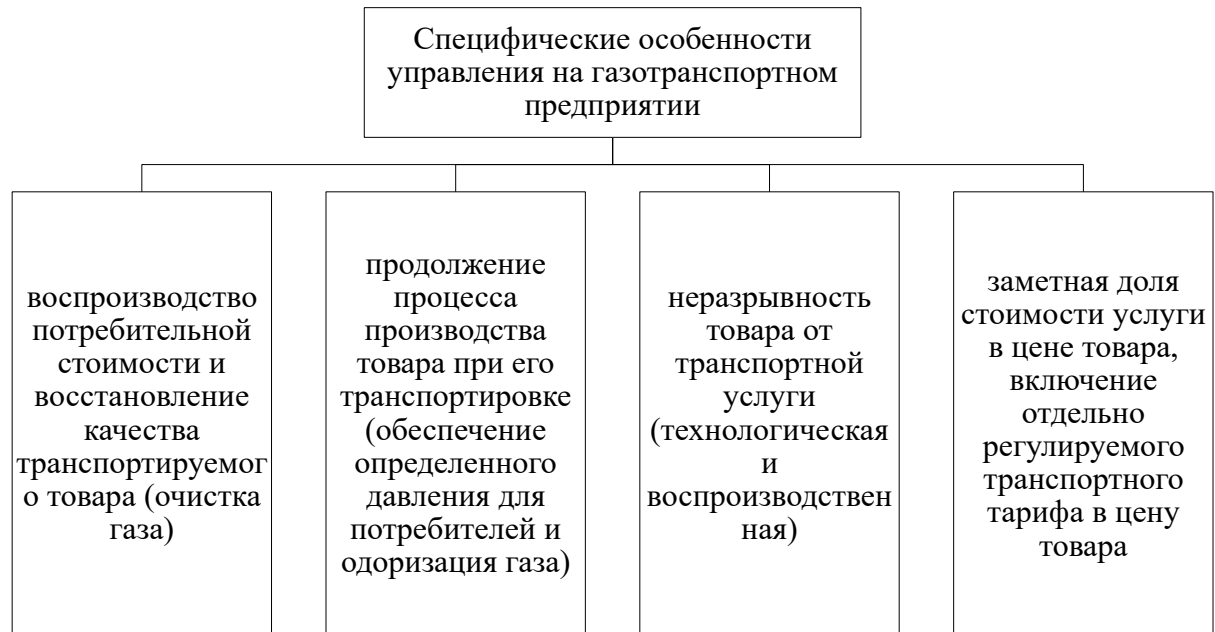 Специфические особенности
управления на газотранспортном
предприятии
воспроизводство
потребительной
стоимости и
восстановление
качества
транспортируемог
о товара (очистка
газа)
продолжение
процесса
производства
товара при его
транспортировке
(обеспечение
определенного
давления для
потребителей и
одоризация газа)
неразрывность
товара от
транспортной
услуги
(технологическая
и
воспроизводствен
ная)
заметная доля
стоимости услуги
в цене товара,
включение
отдельно
регулируемого
транспортного
тарифа в цену
товара